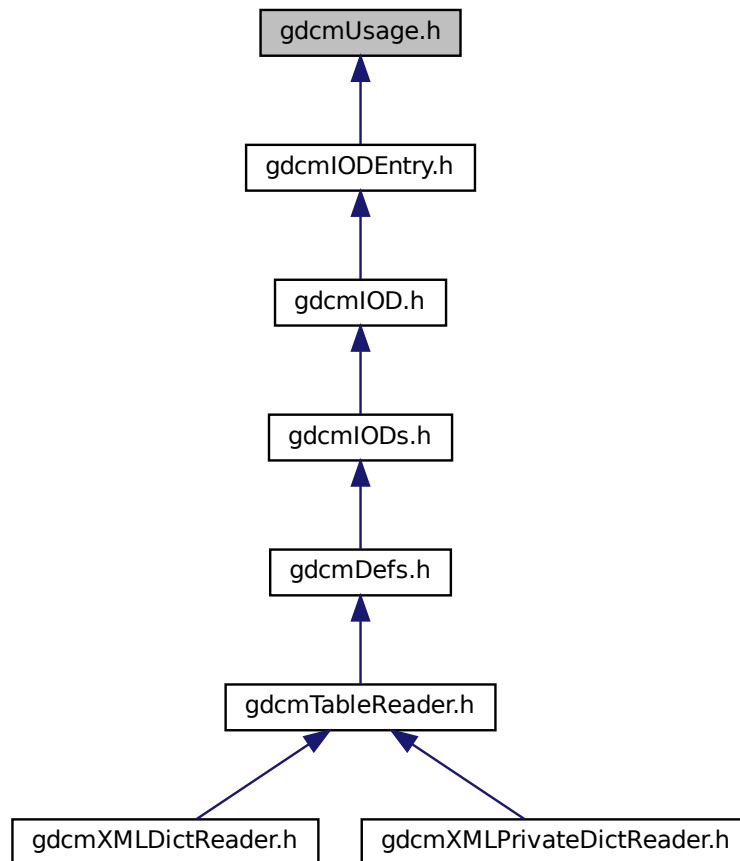 gdcmUsage.h
gdcmIODEntry.h
gdcmIOD.h
gdcmIODs.h
gdcmDefs.h
gdcmTableReader.h
gdcmXMLDictReader.h
gdcmXMLPrivateDictReader.h